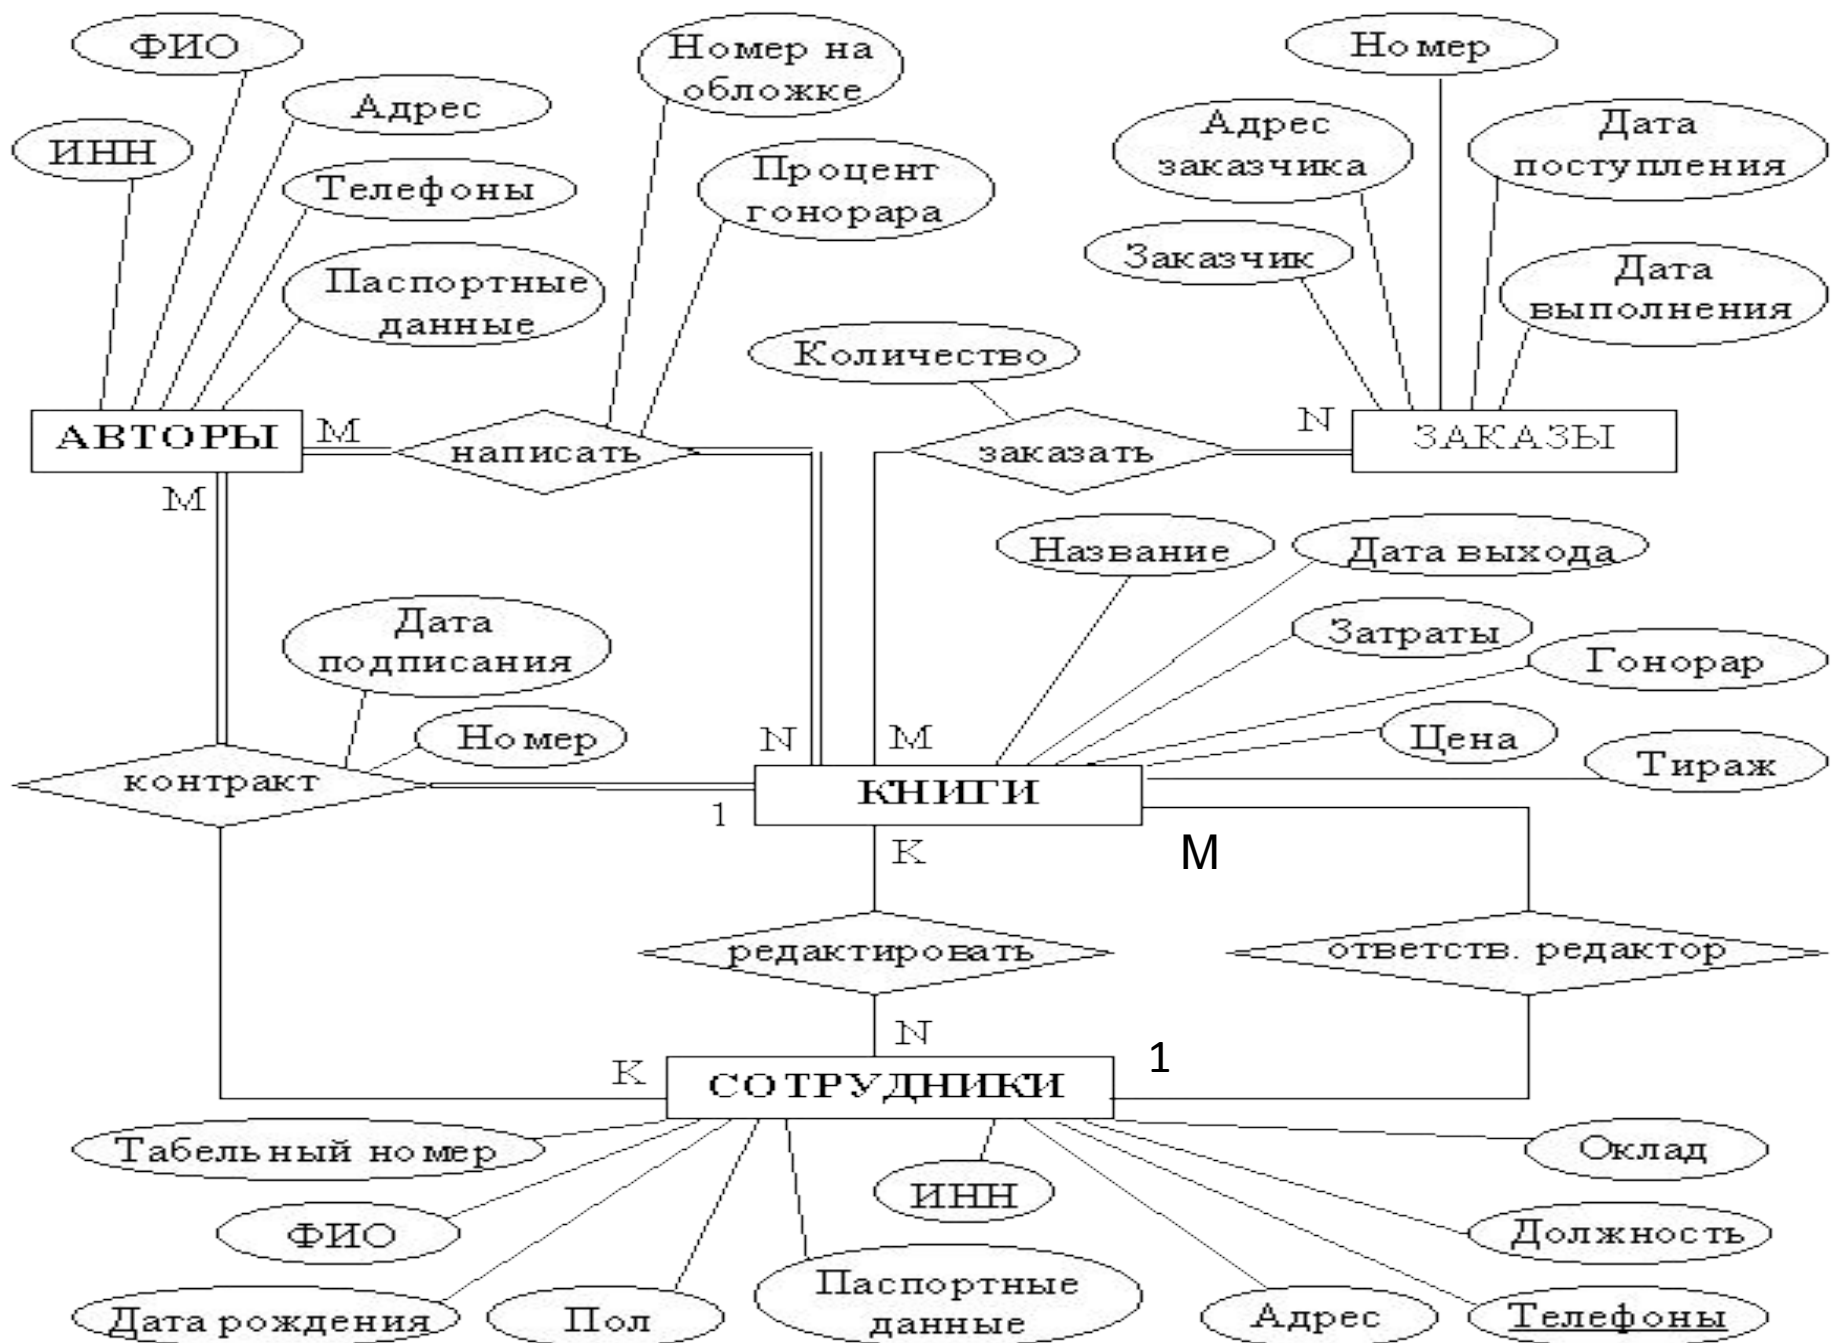 ФИО
Номер на
обложке
Номер
Адрес
ИНН
Адрес
заказчика
Дата
поступления
Телефоны
Процент
гонорара
Заказчик
Паспортные
данные
Дата
выполнения
Количество
АВТОРЫ
M
написать
заказать
N
ЗАКАЗЫ
M
Название
Дата выхода
Дата
подписания
Затраты
Гонорар
Номер
N
M
Цена
Тираж
контракт
1
КНИГИ
K
M
редактировать
ответств. редактор
N
1
K
СОТРУДНИКИ
Табельный номер
Оклад
ИНН
ФИО
Должность
Паспортные
данные
Дата рождения
Пол
Адрес
Телефоны